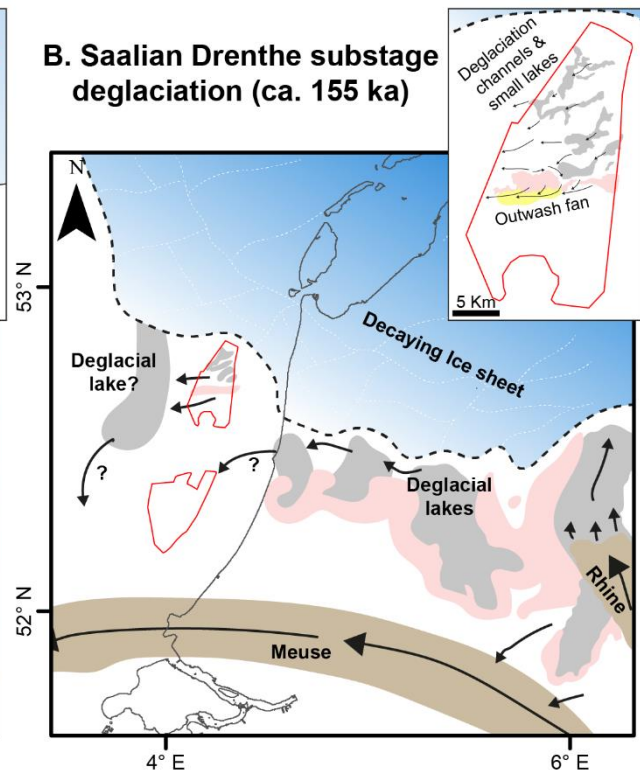 B. Saalian Drenthe substage
deglaciation (ca. 155 ka)
Deglaciation
channels &
small lakes
Outwash fan
5 Km
N
53° N
52° N
Decaying Ice sheet
Deglacial
lake?
?
?
Deglacial
lakes
Rhine
Meuse
4° E
6° E